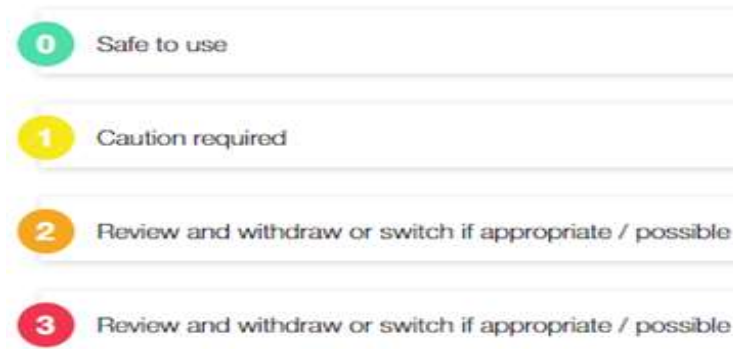 0 Safe to use
1 Caution required
2 Review and withdraw or switch if appropriate / possible
3 Review and withdraw or switch if appropriate / possible